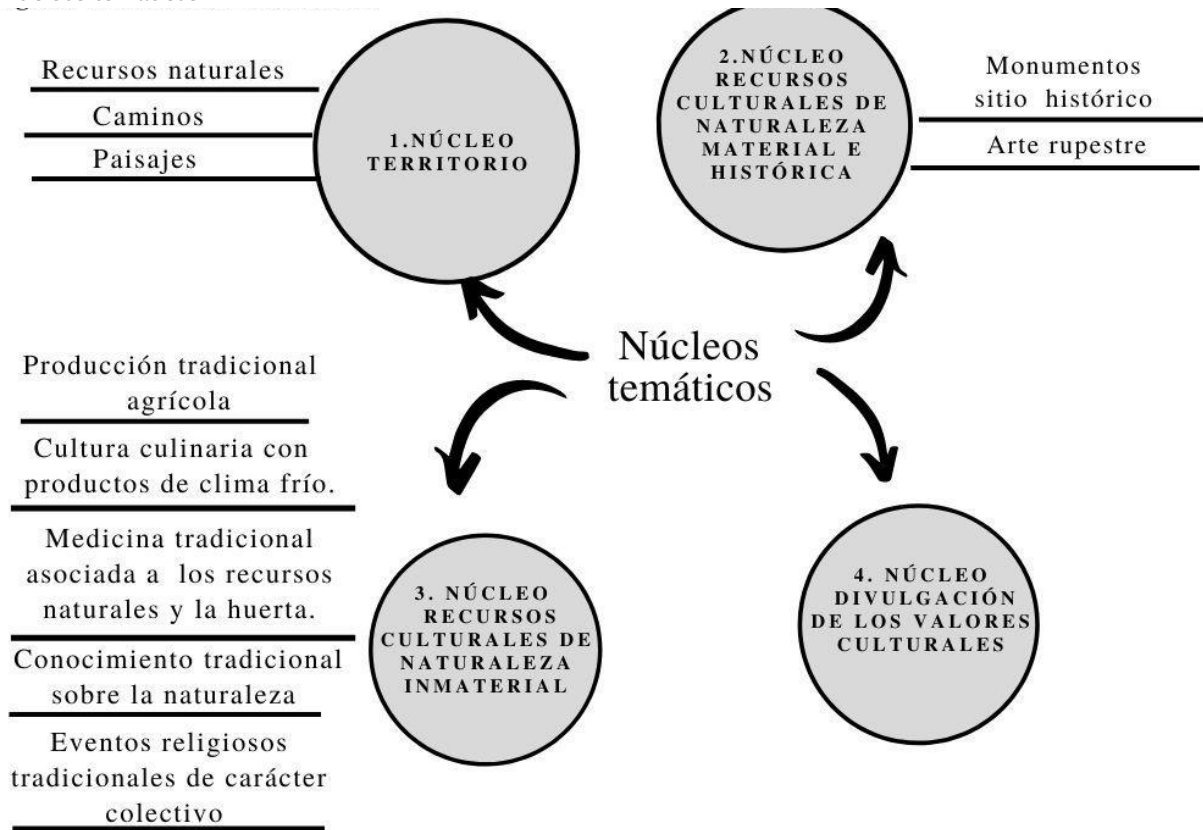 Recursos naturales
Caminos
Paisajes
1.NÚCLEO
TERRITORIO
2.NÚCLEO
RECURSOS
CULTURALES DE
NATURALEZA
MATERIAL E
HISTÓRICA
Monumentos
sitio histórico
Arte rupestre
Núcleos
temáticos
Producción tradicional
agrícola
Cultura culinaria con
productos de clima frío.
Medicina tradicional
asociada a los recursos
naturales y la huerta.
Conocimiento tradicional
sobre la naturaleza
Eventos religiosos
tradicionales de carácter
colectivo
3. NÚCLEO
RECURSOS
CULTURALES DE
NATURALEZA
INMATERIAL
4. NÚCLEO
DIVULGACIÓN
DE LOS VALORES
CULTURALES